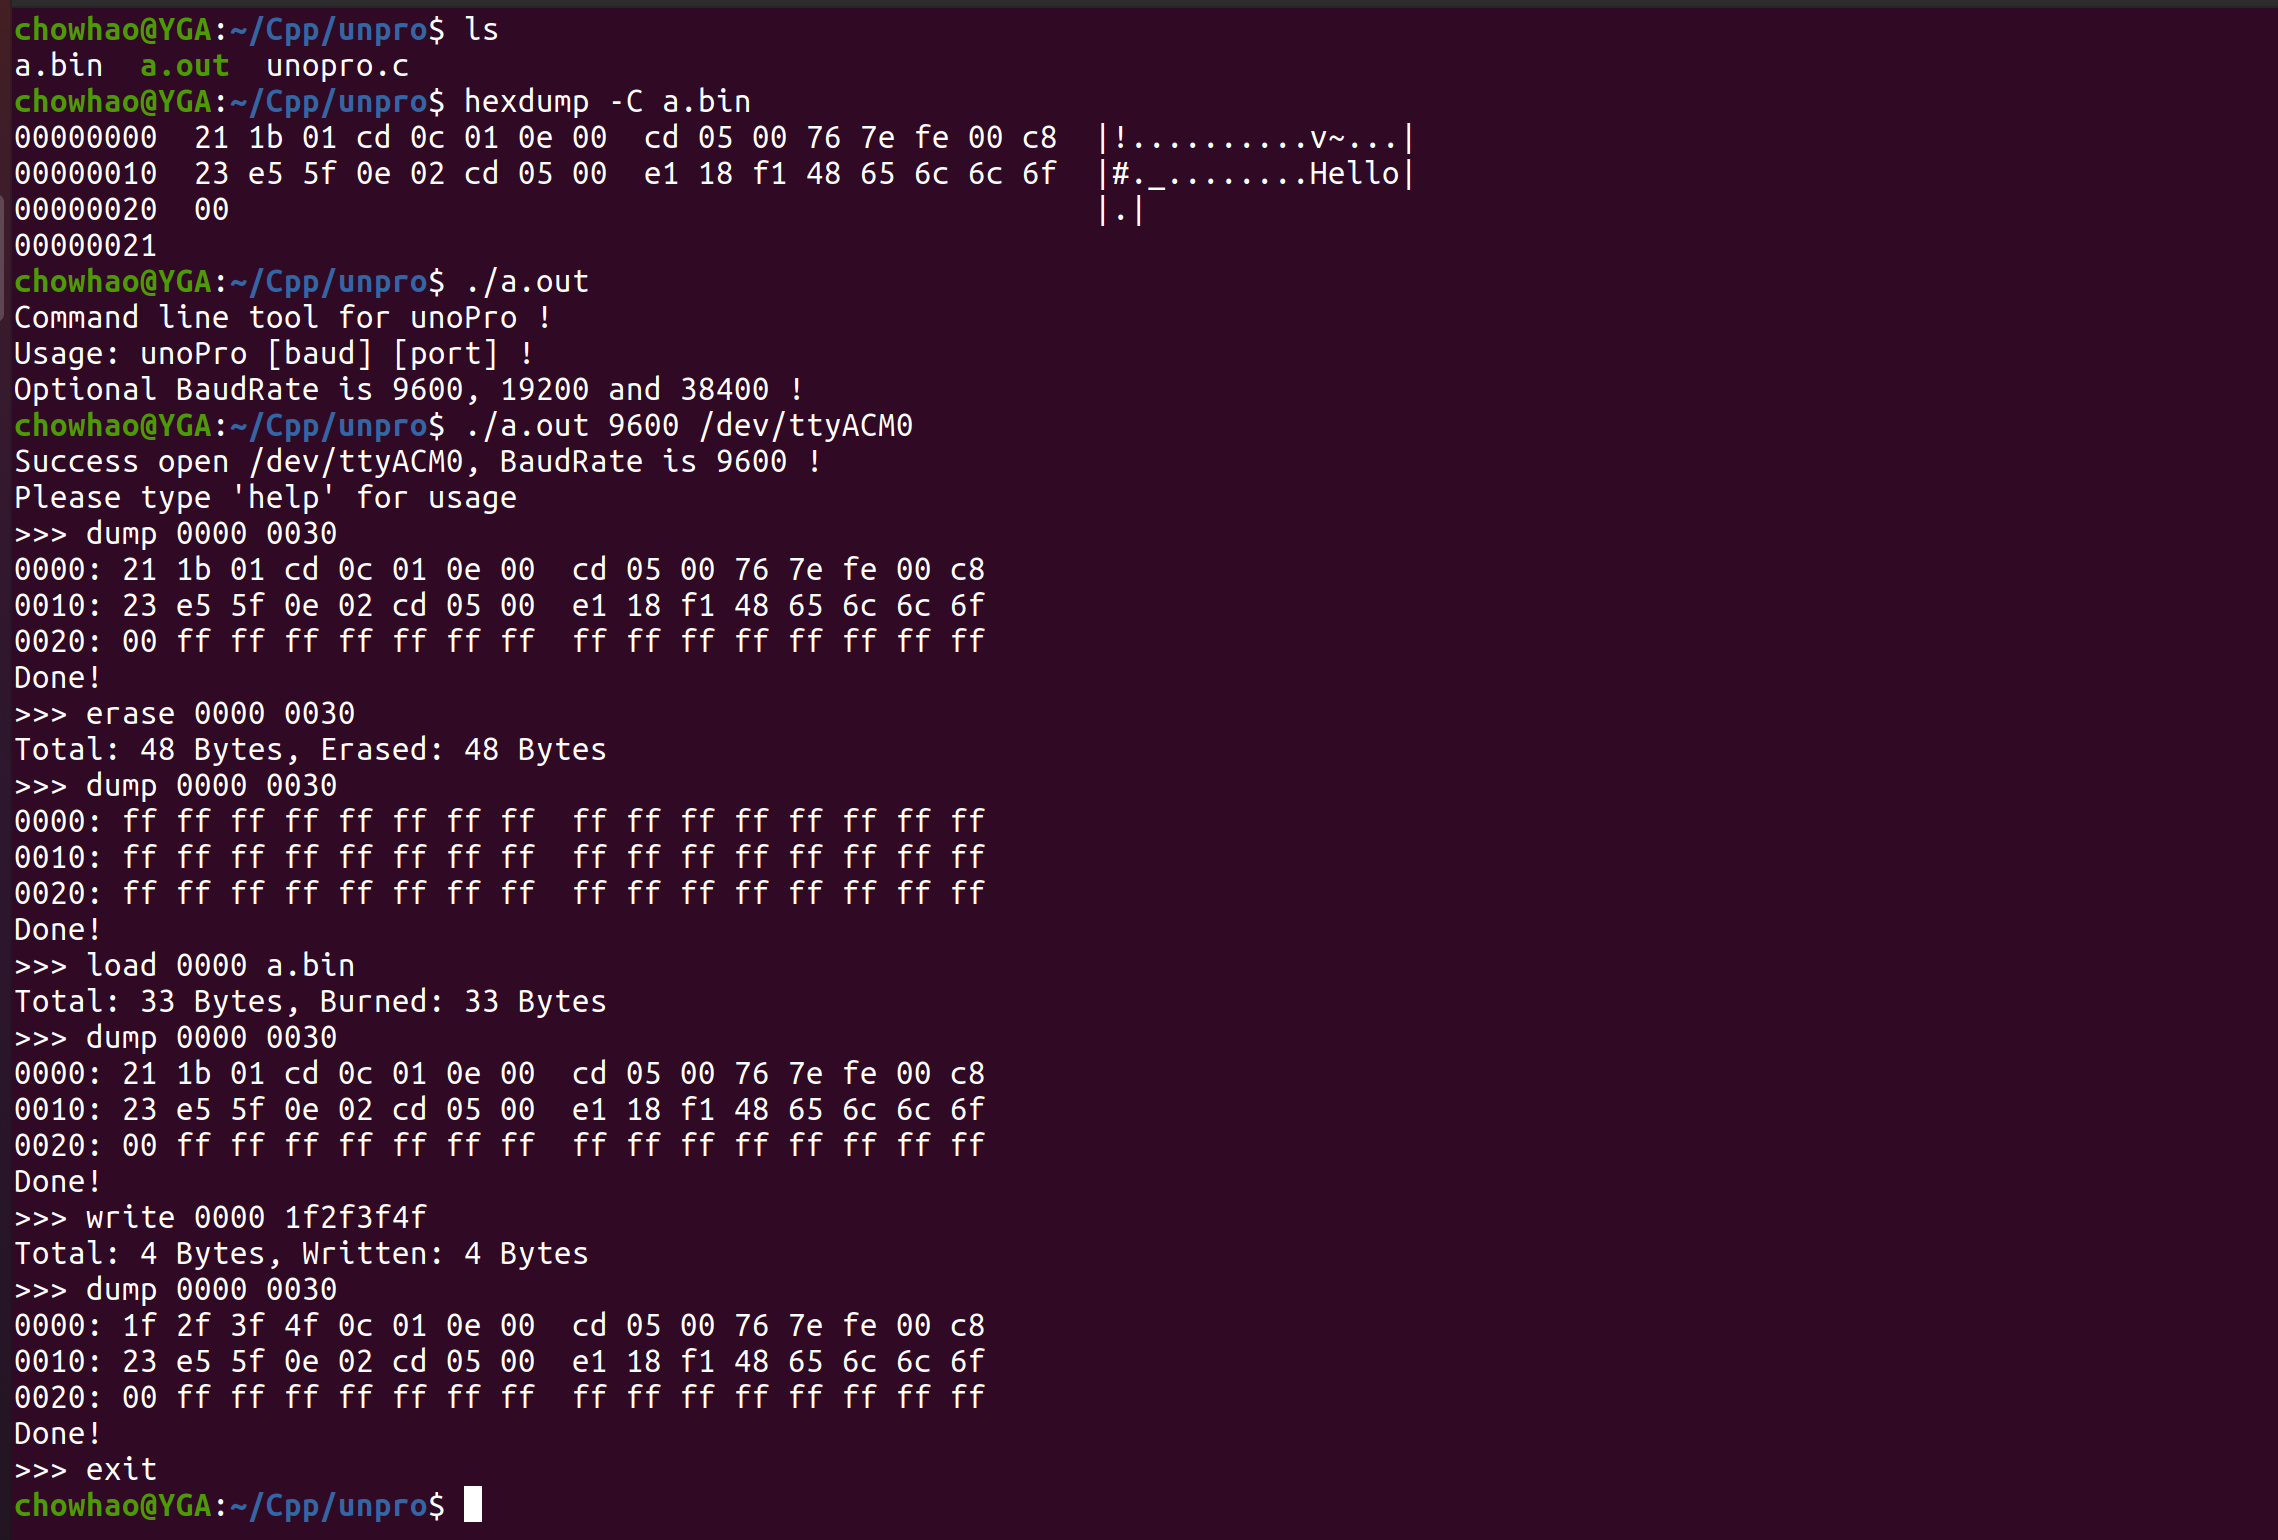 chowhao@YGA:~/Cpp/unpro$ ls
a.bin  a.out  unopro.c
chowhao@YGA:~/Cpp/unpro$ hexdump -C a.bin
00000000  21 1b 01 cd 0c 01 0e 00  cd 05 00 76 7e fe 00 c8  |!..........v~...|
00000010  23 e5 5f 0e 02 cd 05 00  e1 18 f1 48 65 6c 6c 6f  |#._........Hello|
00000020  00                                                |.|
00000021
chowhao@YGA:~/Cpp/unpro$ ./a.out
Command line tool for unoPro !
Usage: unoPro [baud] [port] !
Optional BaudRate is 9600, 19200 and 38400 !
chowhao@YGA:~/Cpp/unpro$ ./a.out 9600 /dev/ttyACM0
Success open /dev/ttyACM0, BaudRate is 9600 !
Please type 'help' for usage
>>> dump 0000 0030
0000: 21 1b 01 cd 0c 01 0e 00  cd 05 00 76 7e fe 00 c8
0010: 23 e5 5f 0e 02 cd 05 00  e1 18 f1 48 65 6c 6c 6f
0020: 00 ff ff ff ff ff ff ff  ff ff ff ff ff ff ff ff
Done!
>>> erase 0000 0030
Total: 48 Bytes, Erased: 48 Bytes
>>> dump 0000 0030
0000: ff ff ff ff ff ff ff ff  ff ff ff ff ff ff ff ff
0010: ff ff ff ff ff ff ff ff  ff ff ff ff ff ff ff ff
0020: ff ff ff ff ff ff ff ff  ff ff ff ff ff ff ff ff
Done!
>>> load 0000 a.bin
Total: 33 Bytes, Burned: 33 Bytes
>>> dump 0000 0030
0000: 21 1b 01 cd 0c 01 0e 00  cd 05 00 76 7e fe 00 c8
0010: 23 e5 5f 0e 02 cd 05 00  e1 18 f1 48 65 6c 6c 6f
0020: 00 ff ff ff ff ff ff ff  ff ff ff ff ff ff ff ff
Done!
>>> write 0000 1f2f3f4f
Total: 4 Bytes, Written: 4 Bytes
>>> dump 0000 0030
0000: 1f 2f 3f 4f 0c 01 0e 00  cd 05 00 76 7e fe 00 c8
0010: 23 e5 5f 0e 02 cd 05 00  e1 18 f1 48 65 6c 6c 6f
0020: 00 ff ff ff ff ff ff ff  ff ff ff ff ff ff ff ff
Done!
>>> exit
chowhao@YGA:~/Cpp/unpro$